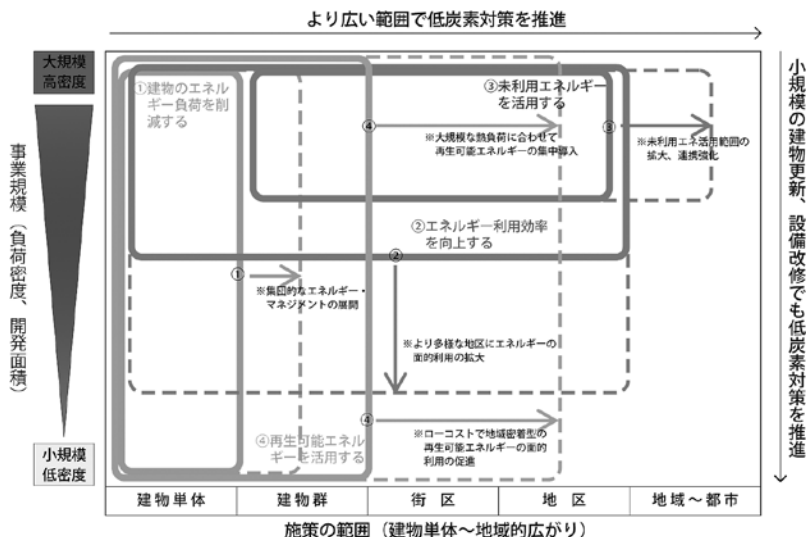 より広い範囲で低炭素対策を推進
大規模
高密度
事業規模（負荷密度、開発面積）
小規模
低密度
①建物のエネル
ギー負荷を削
減する
③未利用エネルギー
を活用する
④
※大規模な熱負荷に合わせて
再生可能エネルギーの集中導入
③
※未利用エネ活用範囲の
拡大、連携強化
②エネルギー利用効率
を向上する
②
①
※集団的なエネルギー・
マネジメントの展開
※より多様な地区にエネルギーの
面的利用の拡大
④再生可能エネル
ギーを活用する
④
※ローコストで地域密着型の
再生可能エネルギーの面的
利用の促進
小規模の建物更新、設備改修でも低炭素対策を推進
建物単体
建物群
街区
地区
地域～都市
施策の範囲（建物単体～地域的広がり）